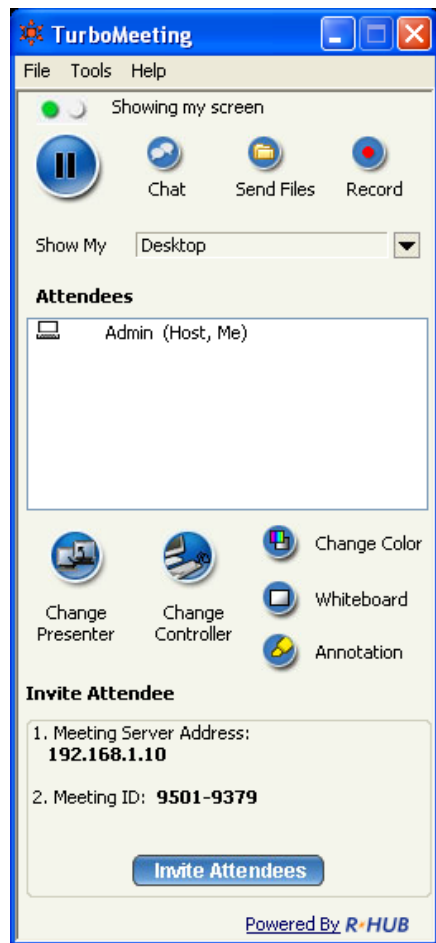 TurboMeeting
File Tools Help
Showing my screen
Chat Send Files Record
Show My Desktop
Attendees
Admin (Host, Me)
Change Color
Change Presenter
Change Controller
Whiteboard
Annotation
Invite Attendee
1. Meeting Server Address:
192.168.1.10
2. Meeting ID: 9501-9379
Invite Attendees
Powered By R-HUB